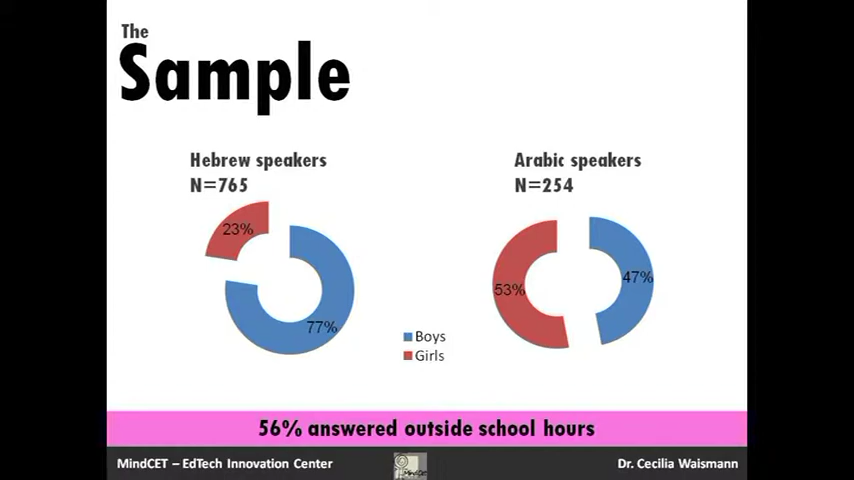 The
Sample
Hebrew speakers
N=765
Arabic speakers
N=254
23%
77%
53%
47%
Boys
Girls
56% answered outside school hours
MindCET – EdTech Innovation Center
Dr. Cecilia Waismann